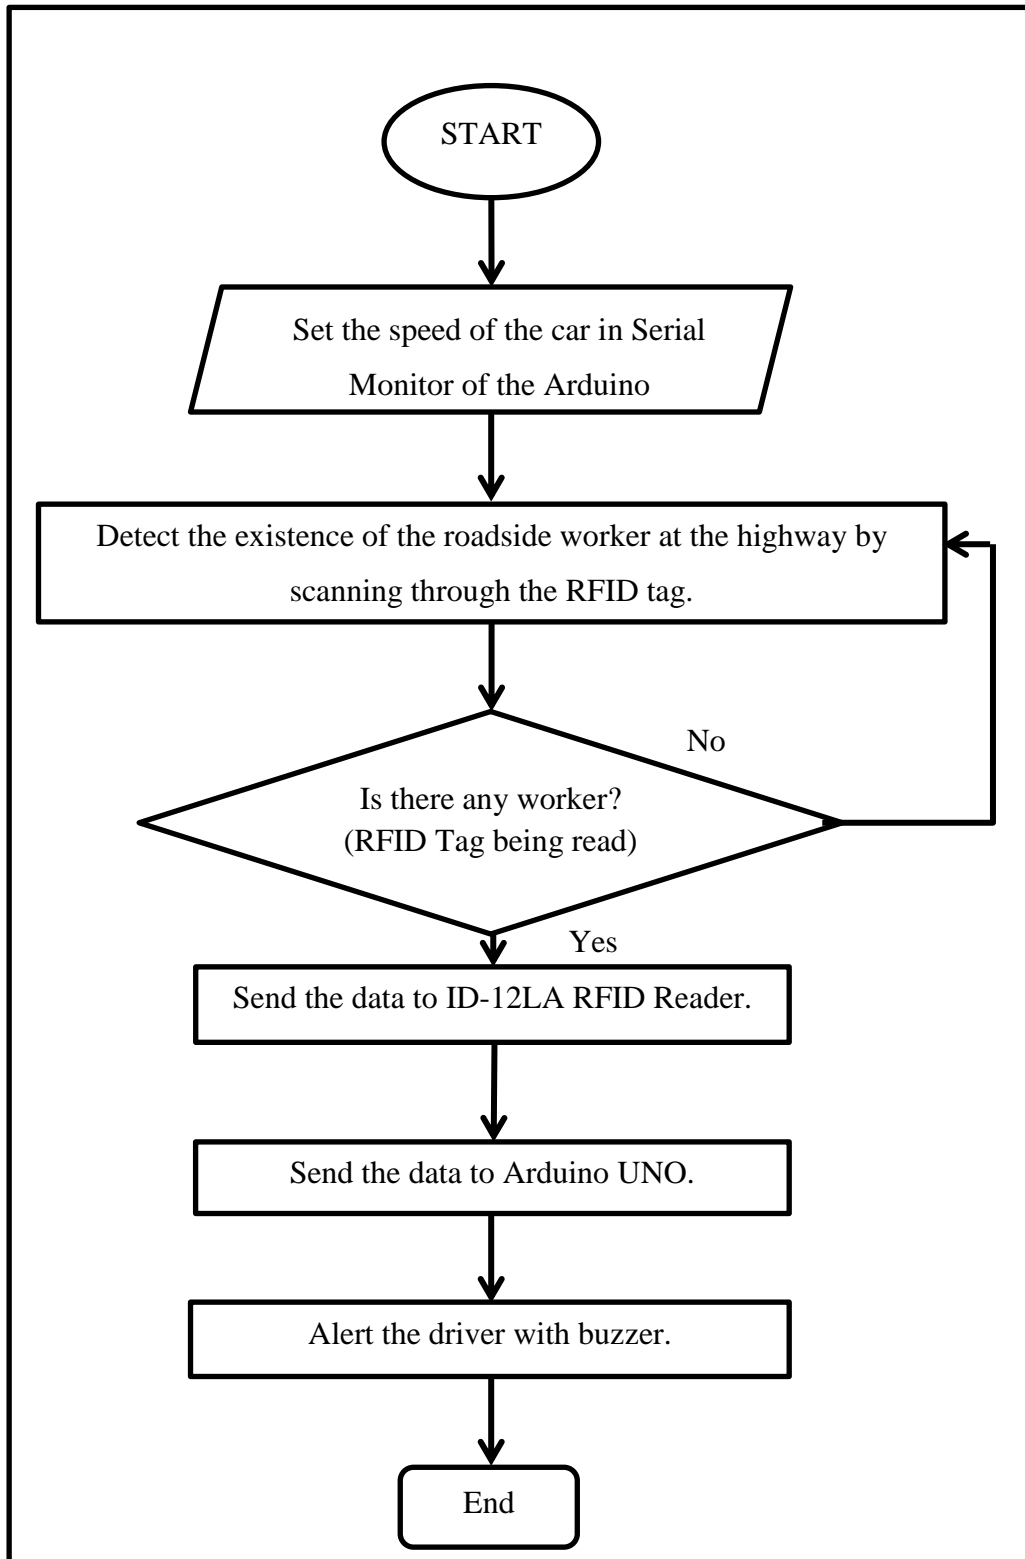 START
Set the speed of the car in Serial
Monitor of the Arduino
Detect the existence of the roadside worker at the highway by
scanning through the RFID tag.
No
Is there any worker?
(RFID Tag being read)
Yes
Send the data to ID-12LA RFID Reader.
Send the data to Arduino UNO.
Alert the driver with buzzer.
End